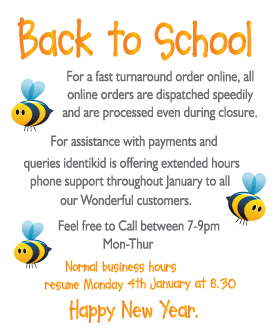 Back to School
For a fast turnaround order online, all
online orders are dispatched speedily
and are processed even during closure.
For assistance with payments and
queries identikid is offering extended hours
phone support throughout January to all
our Wonderful customers.
Feel free to Call between 7-9pm
Mon-Thur
Normal business hours
resume Monday 4th January at 8.30
Happy New Year.